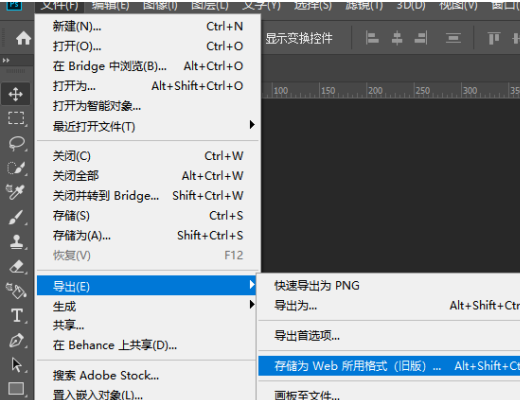 Ps 文件(F) 编辑(E) 图像(I) 图层(L) 文字(Y) 选择(S) 滤镜(T) 3D(D) 视图(V) 窗口
显示变换控件
新建(N)... Ctrl+N
打开(O)... Ctrl+O
在 Bridge 中浏览(B)... Alt+Ctrl+O
打开为... Alt+Shift+Ctrl+O
打开为智能对象...
最近打开文件(T)
100 150 200 250 300 35
关闭(C) Ctrl+W
关闭全部 Alt+Ctrl+W
关闭并转到 Bridge... Shift+Ctrl+W
存储(S) Ctrl+S
存储为(A)... Shift+Ctrl+S
恢复(V) F12
导出(E)
生成
共享...
在 Behance 上共享(D)...
搜索 Adobe Stock...
置入嵌入对象(L)...
快速导出为 PNG
导出为... Alt+Shift+Ctr
导出首选项...
存储为 Web 所用格式（旧版）... Alt+Shift+Ct
画板至文件...